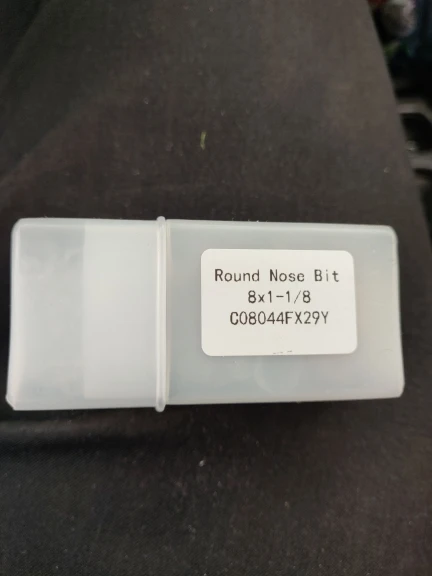 Round Nose Bit
8x1-1/8
C08044FX29Y